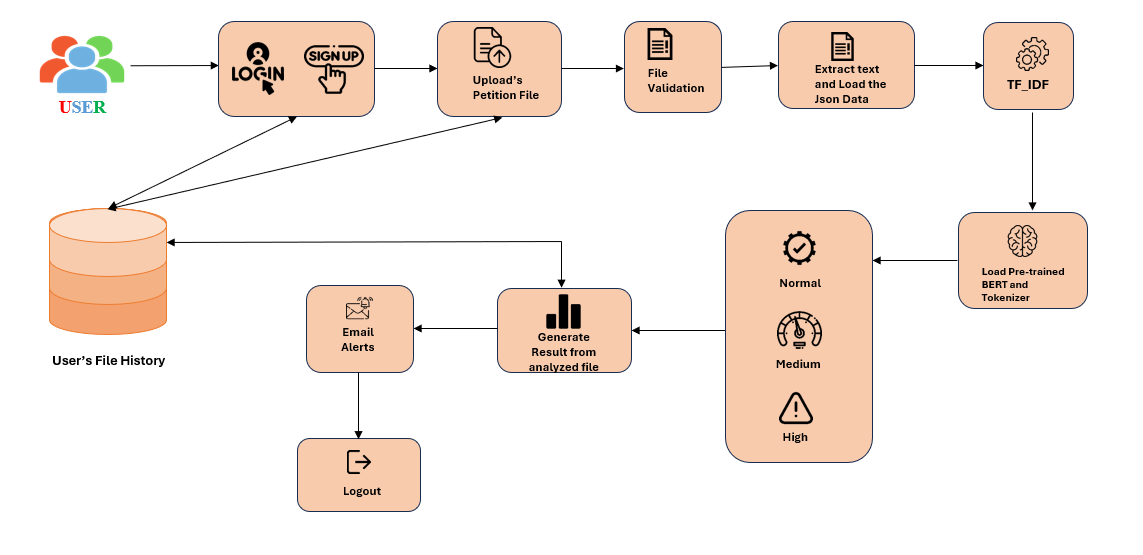 LOGIN
SIGN UP
USER
Upload's
Petition File
File
Validation
Extract text
and Load the
Json Data
TF_IDF
Load Pre-trained
BERT and
Tokenizer
Normal
Medium
High
Generate
Result from
analyzed file
Email
Alerts
Logout
User's File History